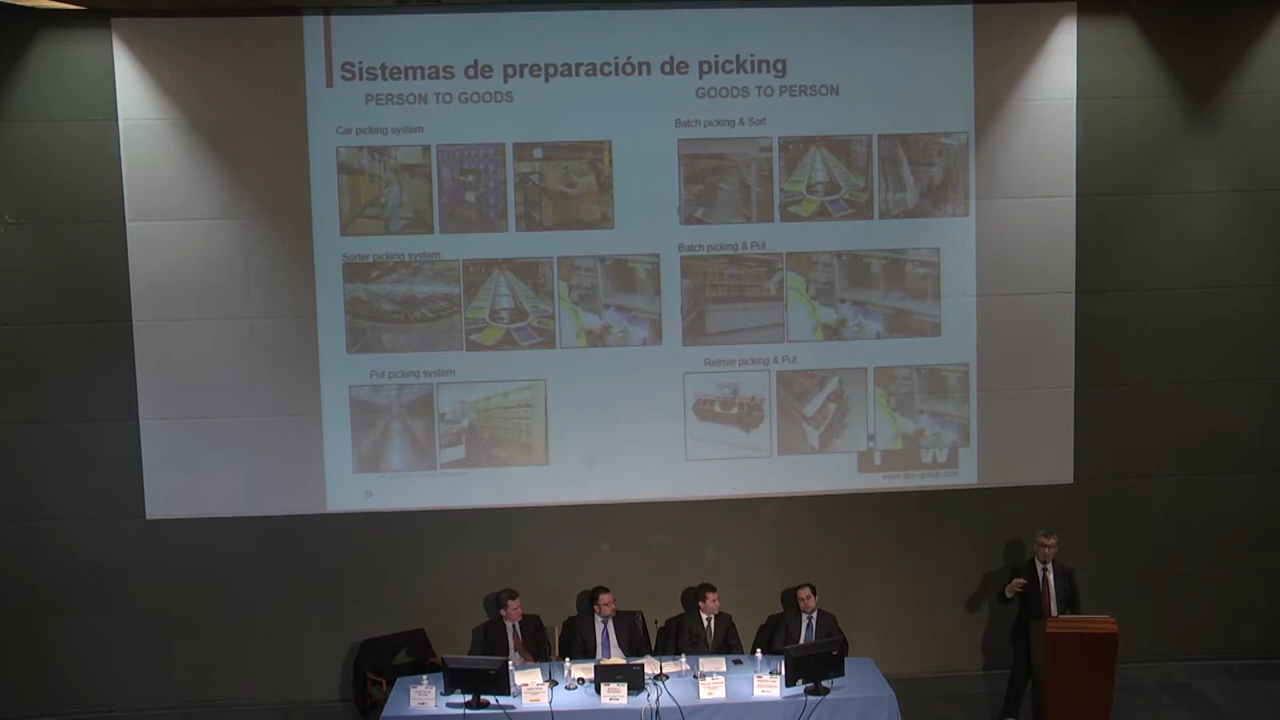 Sistemas de preparación de picking
PERSON TO GOODS
GOODS TO PERSON
Car picking system
Batch picking & Sort
Sorter picking system
Batch picking & Put
Put picking system
Retrive picking & Put